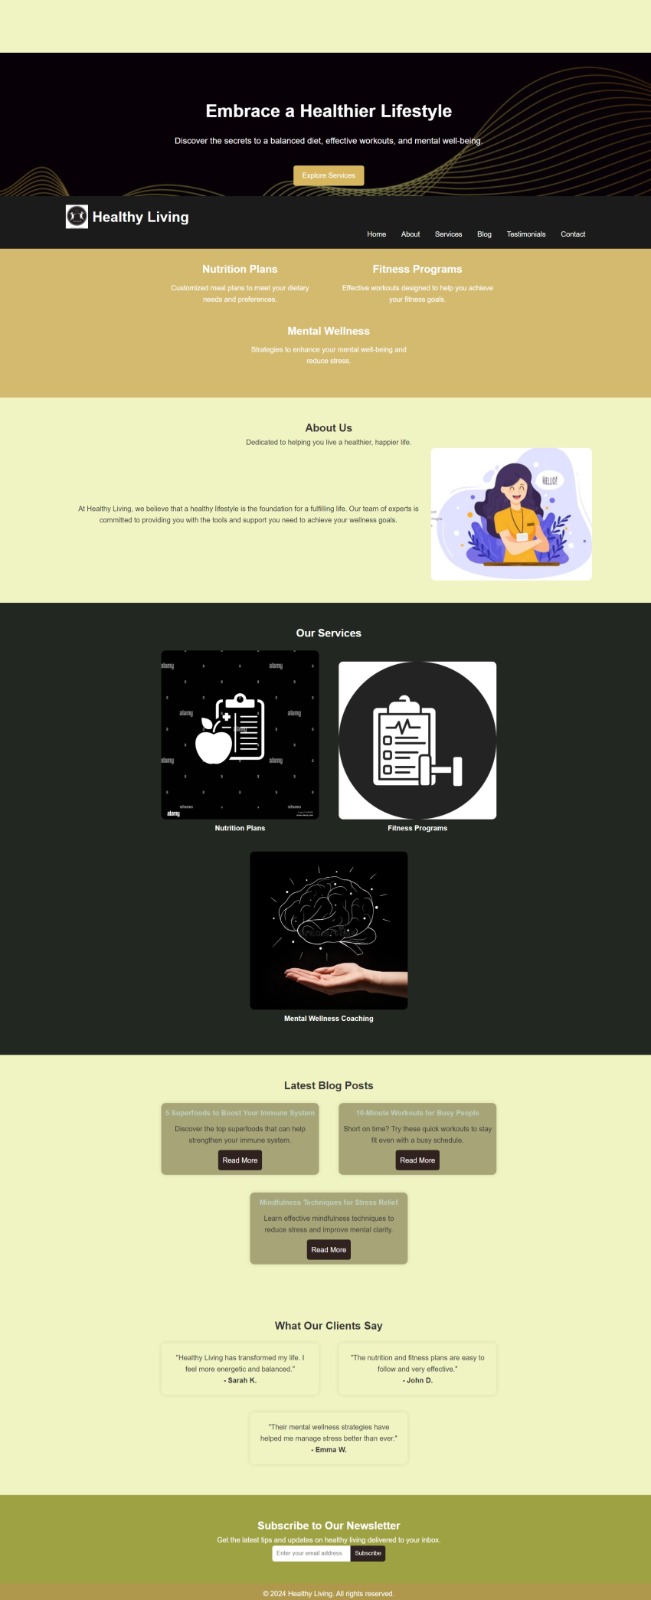 Embrace a Healthier Lifestyle
Discover the secrets to a balanced diet, effective workouts, and mental well-being.
Explore Services
Healthy Living
Home About Services Blog Testimonials Contact
Nutrition Plans
Customized meal plans to meet your dietary
needs and preferences.
Fitness Programs
Effective workouts designed to help you achieve
your fitness goals.
Mental Wellness
Strategies to enhance your mental well-being and
reduce stress.
About Us
Dedicated to helping you live a healthier, happier life.
At Healthy Living, we believe that a healthy lifestyle is the foundation for a fulfilling life. Our team of experts is
committed to providing you with the tools and support you need to achieve your wellness goals.
HELLO!
Our Services
alamy
alamy
alamy
alamy
alamy
alamy
alamy
alamy
Nutrition Plans
Fitness Programs
Mental Wellness Coaching
Latest Blog Posts
5 Superfoods to Boost Your Immune System
Discover the top superfoods that can help
strengthen your immune system.
Read More
10-Minute Workouts for Busy People
Short on time? Try these quick workouts to stay
fit even with a busy schedule.
Read More
Mindfulness Techniques for Stress Relief
Learn effective mindfulness techniques to
reduce stress and improve mental clarity.
Read More
What Our Clients Say
"Healthy Living has transformed my life. I
feel more energetic and balanced."
- Sarah K.
"The nutrition and fitness plans are easy to
follow and very effective."
- John D.
"Their mental wellness strategies have
helped me manage stress better than ever."
- Emma W.
Subscribe to Our Newsletter
Get the latest tips and updates on healthy living delivered to your inbox.
Enter your email address Subscribe
© 2024 Healthy Living. All rights reserved.